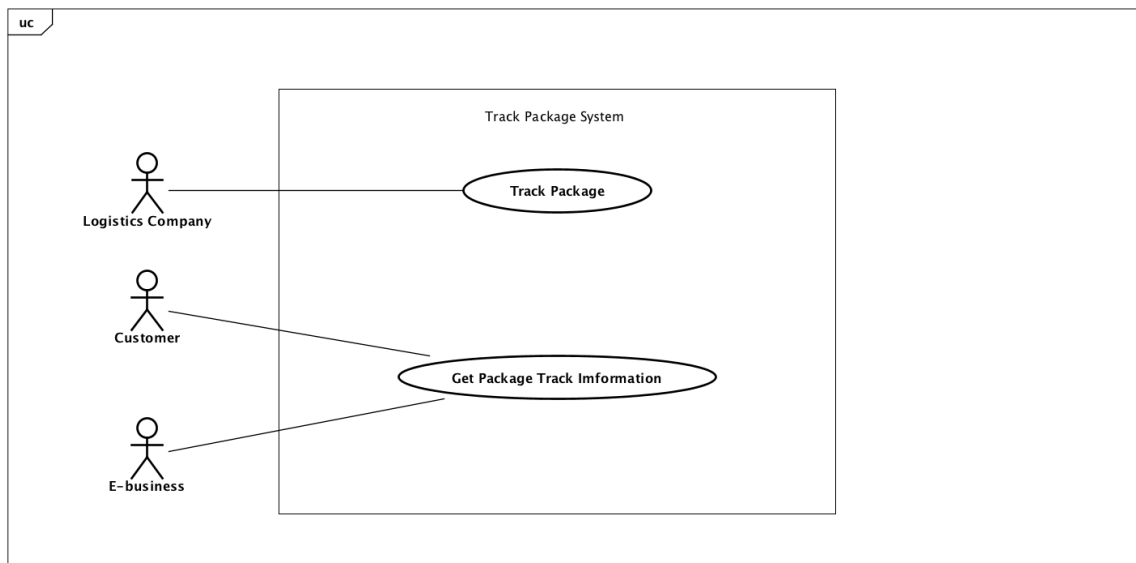 uc
Track Package System
Track Package
Logistics Company
Customer
Get Package Track Imformation
E-business